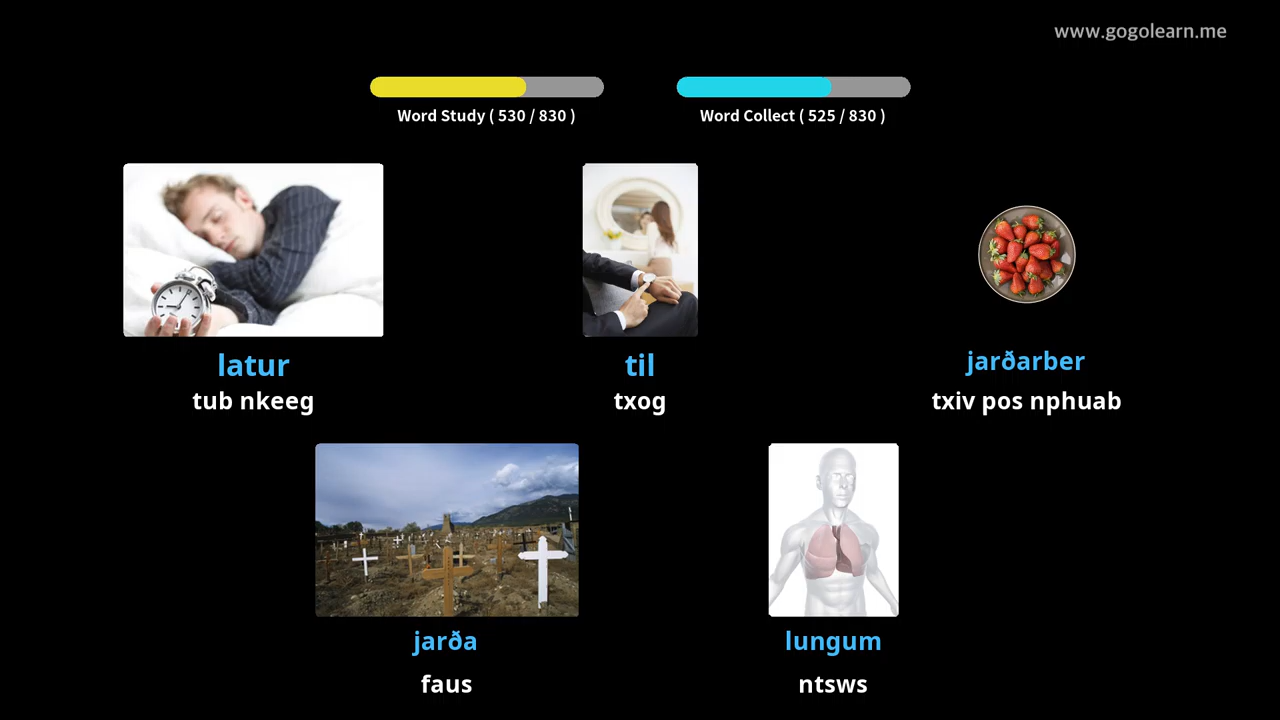 www.gogolearn.me
Word Study ( 530 / 830 )
Word Collect ( 525 / 830 )
latur
tub nkeeg
til
txog
jarðarber
txiv pos nphuab
jarða
faus
lungum
ntsws